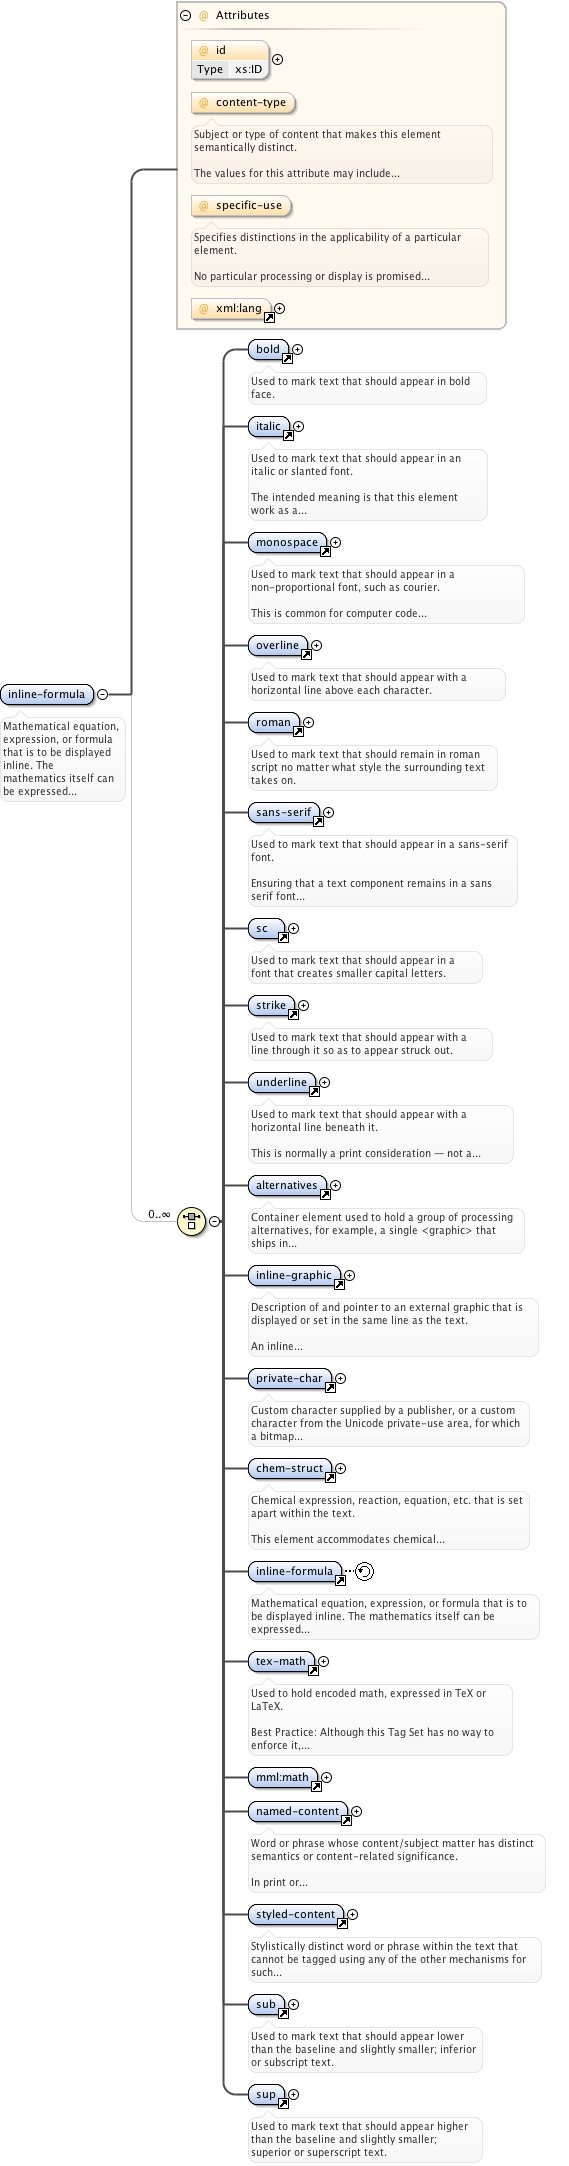 @ Attributes
@ id
Type xs:ID
@ content-type
Subject or type of content that makes this element
semantically distinct.
The values for this attribute may include...
@ specific-use
Specifies distinctions in the applicability of a particular
element.
No particular processing or display is promised...
@ xml:lang
bold
Used to mark text that should appear in bold
face.
italic
Used to mark text that should appear in an
italic or slanted font.
The intended meaning is that this element
work as a...
monospace
Used to mark text that should appear in a
non-proportional font, such as courier.
This is common for computer code...
overline
Used to mark text that should appear with a
horizontal line above each character.
inline-formula
Mathematical equation,
expression, or formula
that is to be displayed
inline. The
mathematics itself can
be expressed...
roman
Used to mark text that should remain in roman
script no matter what style the surrounding text
takes on.
sans-serif
Used to mark text that should appear in a sans-serif
font.
Ensuring that a text component remains in a sans
serif font...
sc
Used to mark text that should appear in a
font that creates smaller capital letters.
strike
Used to mark text that should appear with a
line through it so as to appear struck out.
underline
Used to mark text that should appear with a
horizontal line beneath it.
This is normally a print consideration — not a...
alternatives
0..∞
Container element used to hold a group of processing
alternatives, for example, a single <graphic> that
ships in...
inline-graphic
Description of and pointer to an external graphic that is
displayed or set in the same line as the text.
An inline...
private-char
Custom character supplied by a publisher, or a custom
character from the Unicode private-use area, for which
a bitmap...
chem-struct
Chemical expression, reaction, equation, etc. that is set
apart within the text.
This element accommodates chemical...
inline-formula
Mathematical equation, expression, or formula that is to
be displayed inline. The mathematics itself can be
expressed...
tex-math
Used to hold encoded math, expressed in TeX or
LaTeX.
Best Practice: Although this Tag Set has no way to
enforce it,...
mml:math
named-content
Word or phrase whose content/subject matter has distinct
semantics or content-related significance.
In print or...
styled-content
Stylistically distinct word or phrase within the text that
cannot be tagged using any of the other mechanisms for
such...
sub
Used to mark text that should appear lower
than the baseline and slightly smaller; inferior
or subscript text.
sup
Used to mark text that should appear higher
than the baseline and slightly smaller;
superior or superscript text.